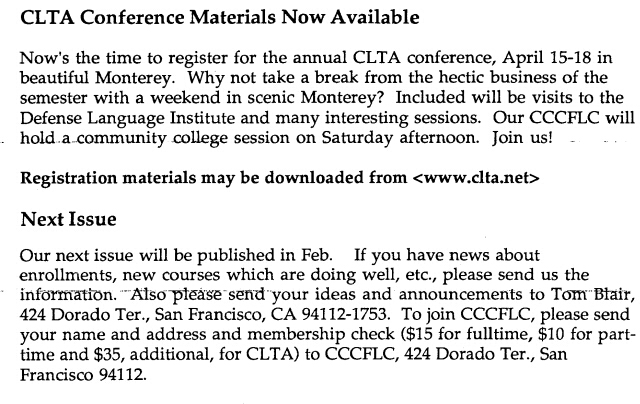 CLTA Conference Materials Now Available
Now's the time to register for the annual CLTA conference, April 15-18 in
beautiful Monterey. Why not take a break from the hectic business of the
semester with a weekend in scenic Monterey? Included will be visits to the
Defense Language Institute and many interesting sessions. Our CCCFLC will
hold a community college session on Saturday afternoon. Join us!
Registration materials may be downloaded from <www.clta.net>
Next Issue
Our next issue will be published in Feb. If you have news about
enrollments, new courses which are doing well, etc., please send us the
information. Also please send your ideas and announcements to Tom Blair,
424 Dorado Ter., San Francisco, CA 94112-1753. To join CCCFLC, please send
your name and address and membership check ($15 for fulltime, $10 for part-
time and $35, additional, for CLTA) to CCCFLC, 424 Dorado Ter., San
Francisco 94112.